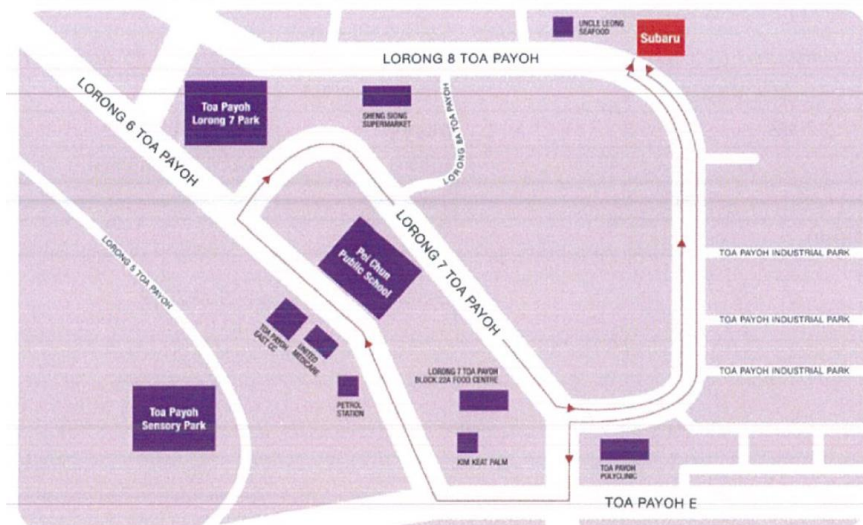 UNCLE LEONG
SEAFOOD
Subaru
LORONG 8 TOA PAYOH
LORONG 6 TOA PAYOH
Toa Payoh
Lorong 7 Park
SHENG SIONG
SUPERMARKET
LORONG 8A TOA PAYOH
LORONG 7 TOA PAYOH
Pei Chun
Public School
LORONG 5 TOA PAYOH
TOA PAYOH INDUSTRIAL PARK
TOA PAYOH
EAST CC
UNITED
MEDICARE
TOA PAYOH INDUSTRIAL PARK
PETROL
STATION
LORONG 7 TOA PAYOH
BLOCK 22A FOOD CENTRE
TOA PAYOH INDUSTRIAL PARK
Toa Payoh
Sensory Park
KIM KEAT PALM
TOA PAYOH
POLYCLINIC
TOA PAYOH E